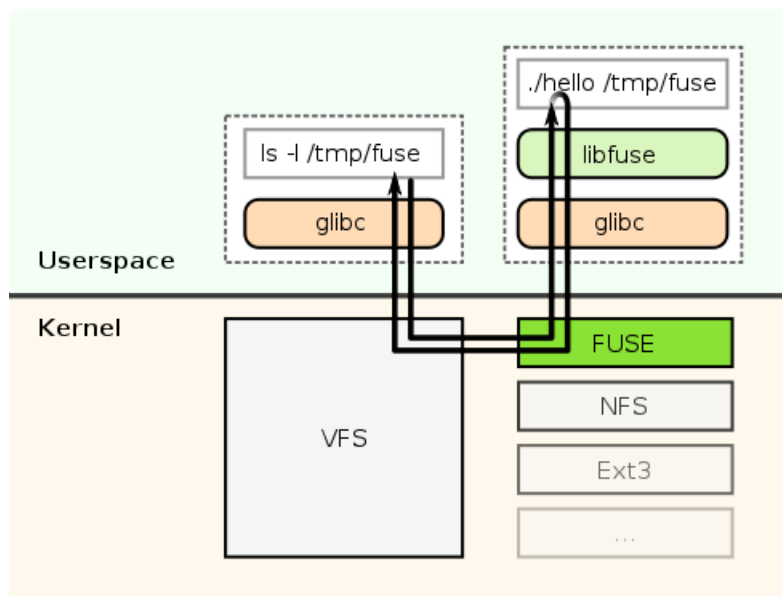 ./hello /tmp/fuse
ls -l /tmp/fuse
libfuse
glibc
glibc
Userspace
Kernel
FUSE
NFS
VFS
Ext3
...